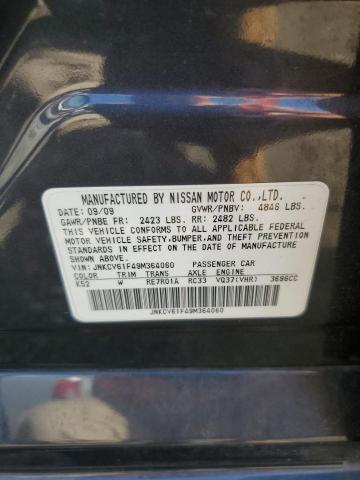 MANUFACTURED BY NISSAN MOTOR CO.,LTD.
DATE: 09/09 GVWR/PNBV: 4846 LBS.
GAWR/PNBE FR: 2423 LBS. RR: 2482 LBS.
THIS VEHICLE CONFORMS TO ALL APPLICABLE FEDERAL
MOTOR VEHICLE SAFETY,BUMPER,AND THEFT PREVENTION
STANDARDS IN EFFECT ON THE DATE OF MANUFACTURE
SHOWN ABOVE.
VIN: JNKCV61F49M364060 PASSENGER CAR
COLOR TRIM TRANS AXLE ENGINE
K52 W RE7R01A RC33 VQ37(VHR) 3696CC
JNKCV61F49M364060